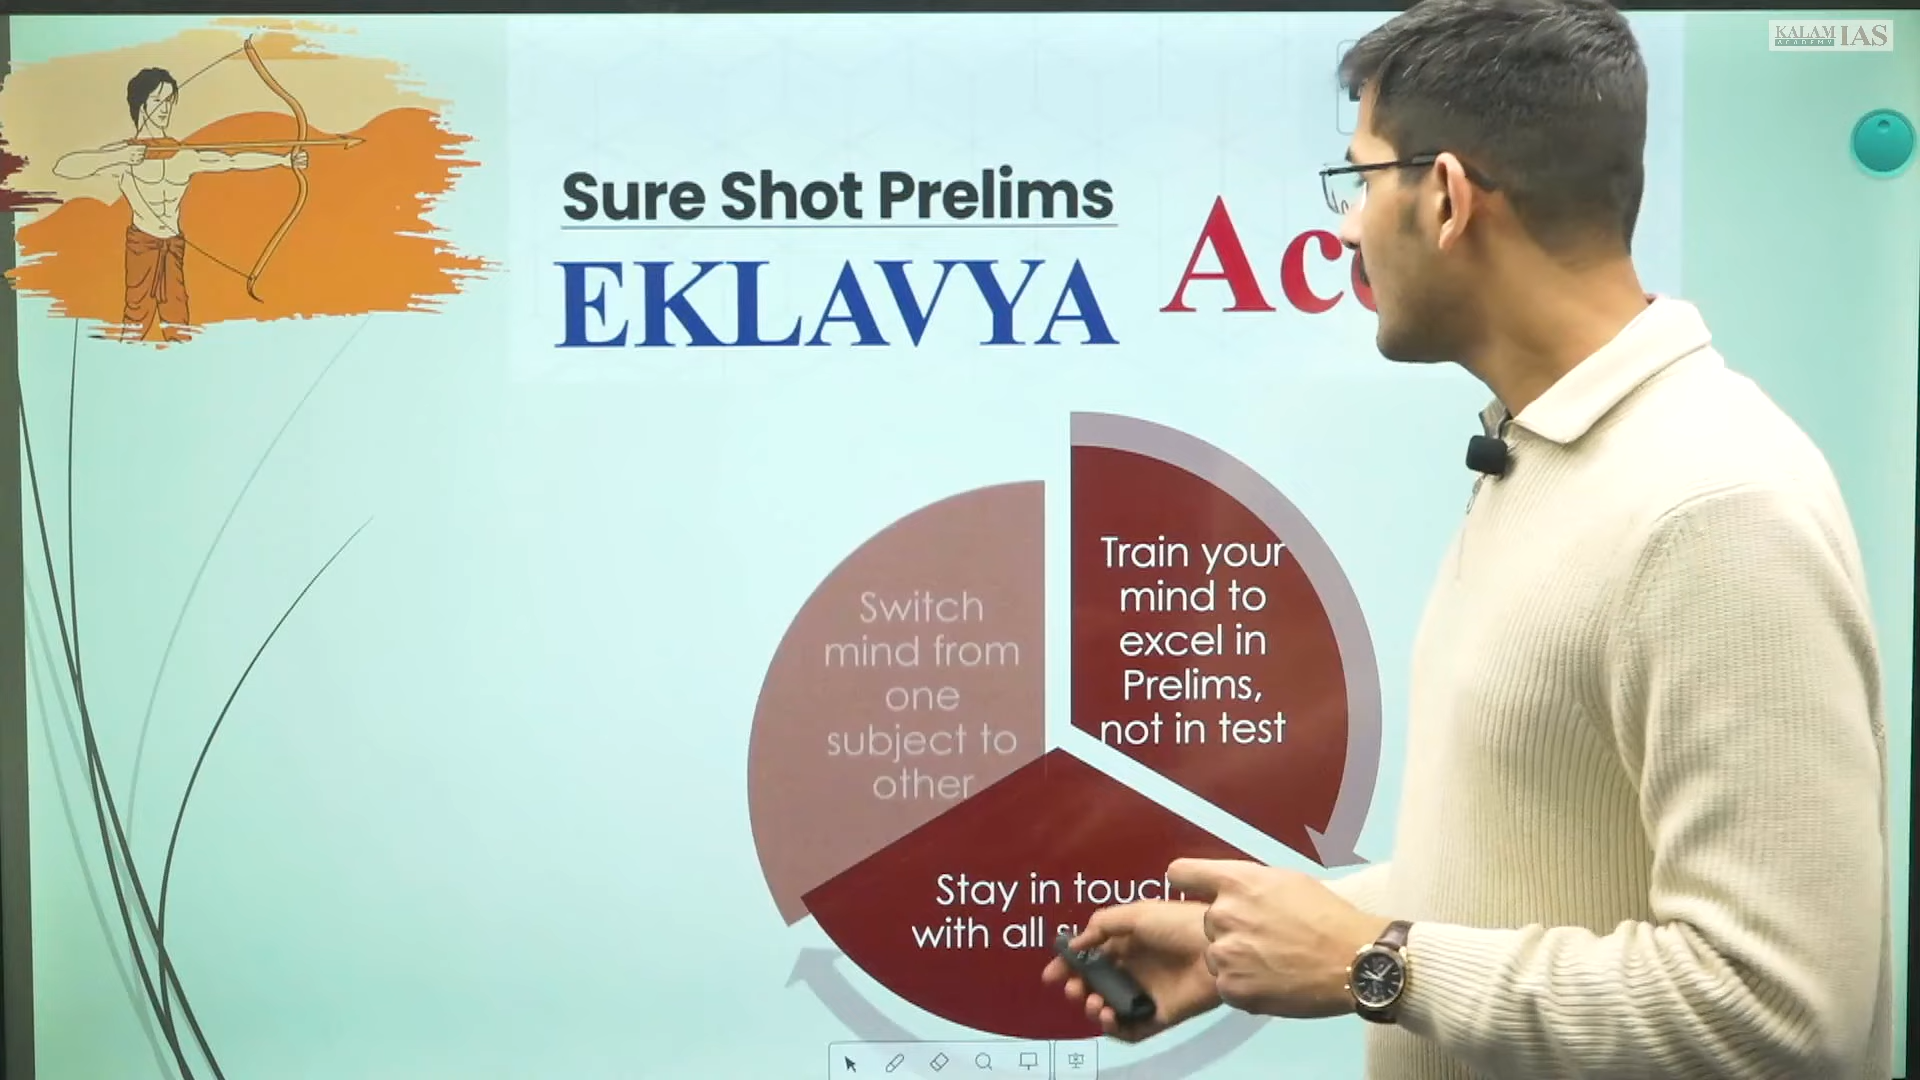 KALAM IAS
ACADEMY
Sure Shot Prelims
EKLAVYA
Train your
mind to
excel in
Prelims,
not in test
Switch
mind from
one
subject to
other
Stay in touch
with all